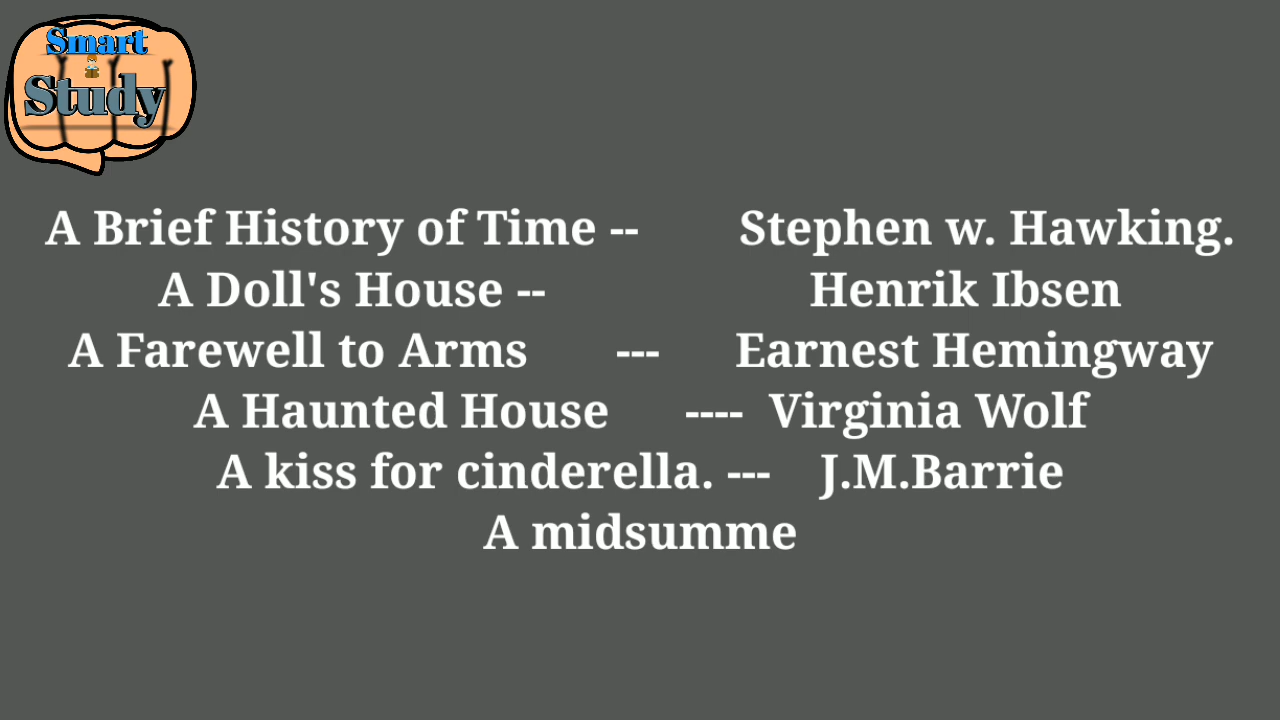 Smart
Study
A Brief History of Time -- Stephen w. Hawking.
A Doll's House -- Henrik Ibsen
A Farewell to Arms --- Earnest Hemingway
A Haunted House ---- Virginia Wolf
A kiss for cinderella. --- J.M.Barrie
A midsumme